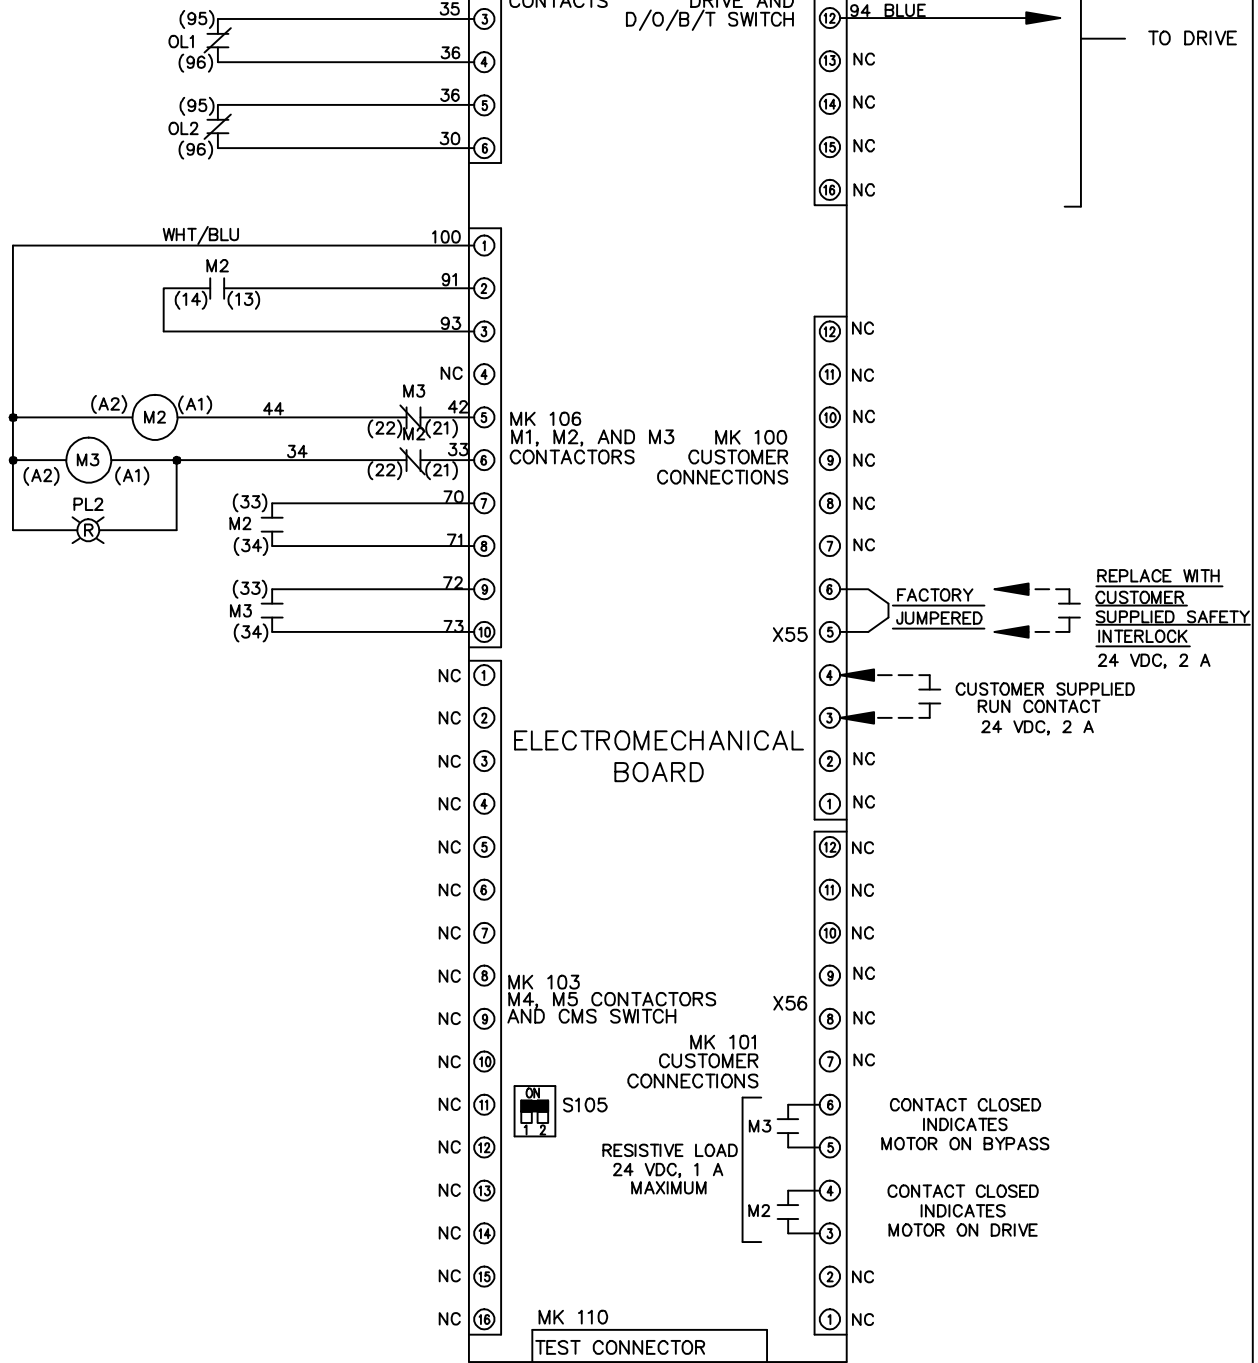 (95)
OL1
(96)
35
3
36
4
(95)
OL2
(96)
36
5
30
6
CONTACTS
DRIVE AND
D/O/B/T SWITCH
12 94 BLUE
TO DRIVE
13 NC
14 NC
15 NC
16 NC
WHT/BLU 100 1
M2
(14) (13)
91 2
93 3
NC 4
(A2) M2 (A1) 44
M3
(22) (21)
42 5
(A2) M3 (A1) 34
M2
(22) (21)
33 6
PL2
R
(33)
M2
(34)
70 7
71 8
(33)
M3
(34)
72 9
73 10
MK 106
M1, M2, AND M3
CONTACTORS
MK 100
CUSTOMER
CONNECTIONS
12 NC
11 NC
10 NC
9 NC
8 NC
7 NC
6
X55 5
FACTORY
JUMPERED
REPLACE WITH
CUSTOMER
SUPPLIED SAFETY
INTERLOCK
24 VDC, 2 A
4
3
CUSTOMER SUPPLIED
RUN CONTACT
24 VDC, 2 A
2 NC
1 NC
ELECTROMECHANICAL
BOARD
NC 1
NC 2
NC 3
NC 4
NC 5
NC 6
NC 7
NC 8
NC 9
NC 10
NC 11
NC 12
NC 13
NC 14
NC 15
NC 16
MK 103
M4, M5 CONTACTORS
AND CMS SWITCH
ON
1 2
S105
12 NC
11 NC
10 NC
9 NC
X56
8 NC
7 NC
MK 101
CUSTOMER
CONNECTIONS
RESISTIVE LOAD
24 VDC, 1 A
MAXIMUM
M3
6
5
CONTACT CLOSED
INDICATES
MOTOR ON BYPASS
M2
4
3
CONTACT CLOSED
INDICATES
MOTOR ON DRIVE
2 NC
1 NC
MK 110
TEST CONNECTOR